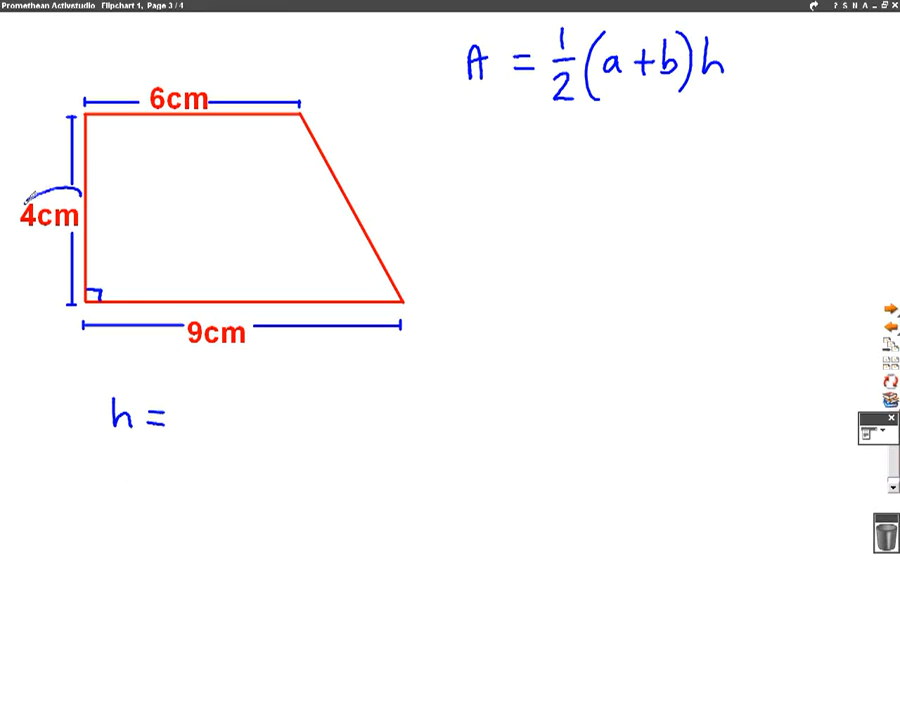 Promethean Activstudio Flipchart 1, Page 3 / 4
? S N A
A = 1/2 (a+b)h
6cm
4cm
9cm
h =